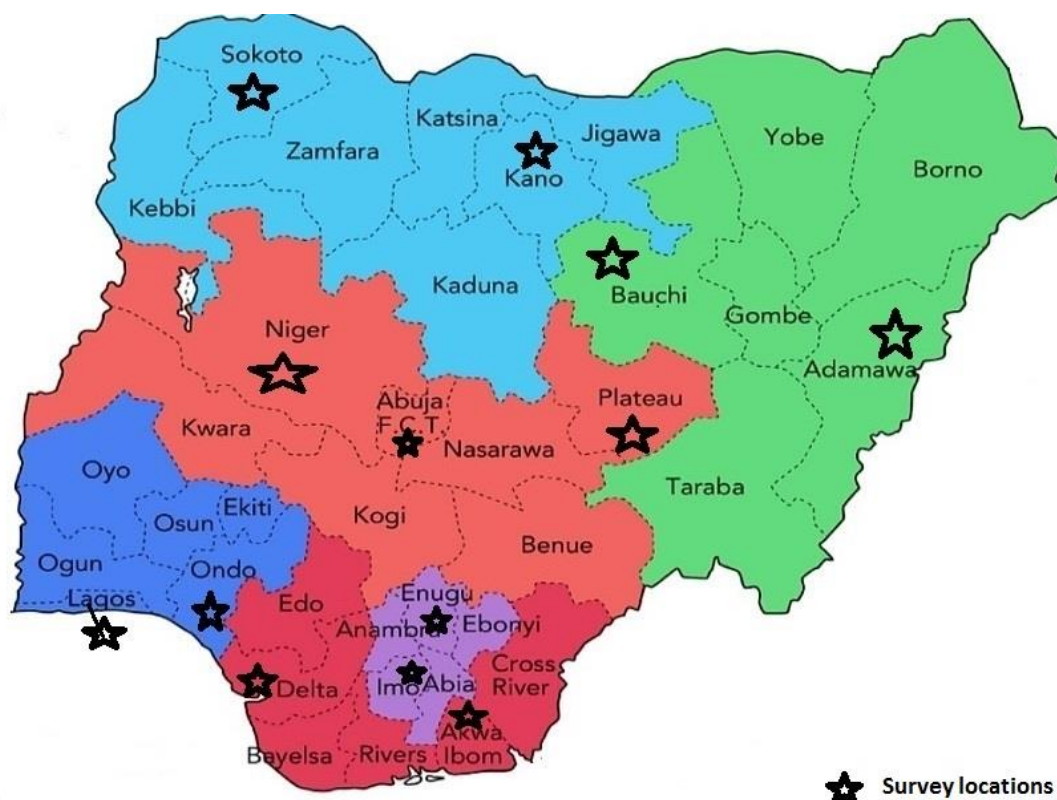 Sokoto
Katsina
Jigawa
Yobe
Zamfara
Kano
Borno
Kebbi
Kaduna
Bauchi
Gombe
Niger
Adamawa
Abuja
F.C.T.
Plateau
Kwara
Nasarawa
Oyo
Taraba
Kogi
Ekiti
Osun
Benue
Ogun
Ondo
Lagos
Edo
Enugu
Anambra
Ebonyi
Cross
River
Imo
Abia
Delta
Akwa
Ibom
Bayelsa
Rivers
Survey locations